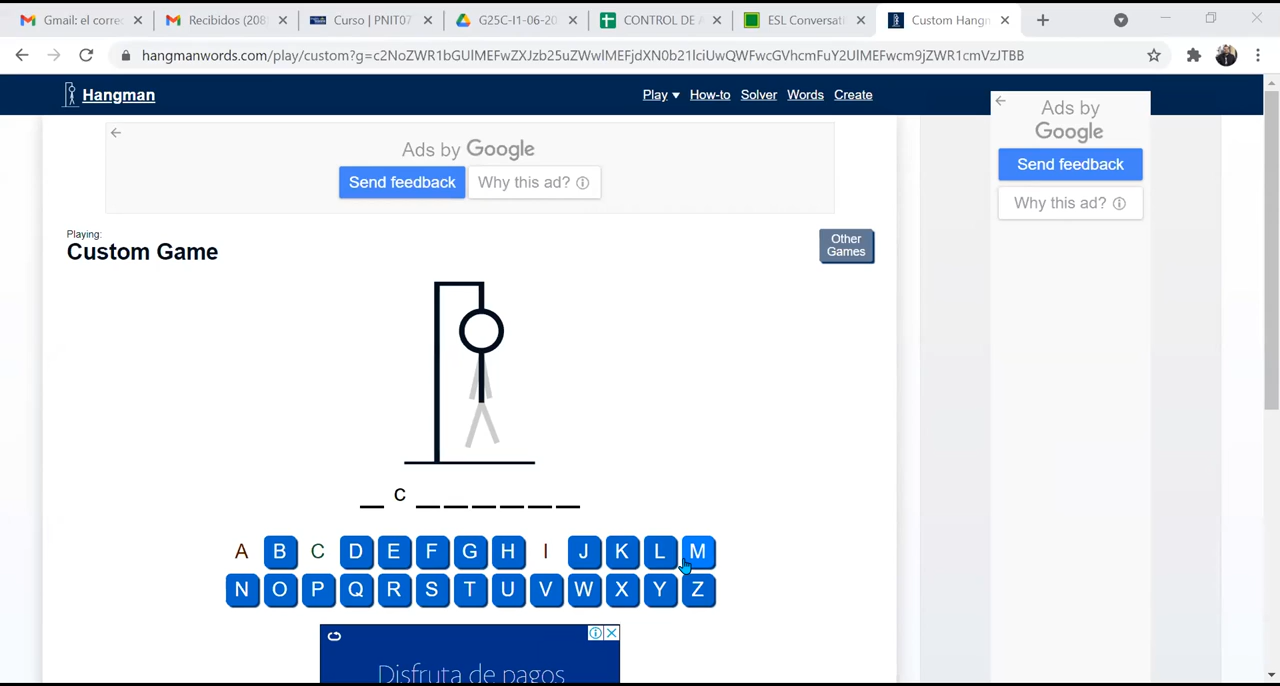 Gmail: el corre
Recibidos (208
Curso | PNIT07
G25C-I1-06-20
CONTROL DE A
ESL Conversati
Custom Hangn
hangmanwords.com/play/custom?g=c2NoZWR1bGUlMEFwZXJzb25uZWwlMEFjdXN0b21lciUwQWFwcGVhcmFuY2UlMEFwcm9jZWR1cmVzJTBB
Hangman
Play
How-to
Solver
Words
Create
Ads by
Google
Send feedback
Why this ad?
Ads by Google
Send feedback
Why this ad?
Playing:
Custom Game
Other
Games
_ C _ _ _ _ _ _
A B C D E F G H I J K L M
N O P Q R S T U V W X Y Z
Disfruta de pagos